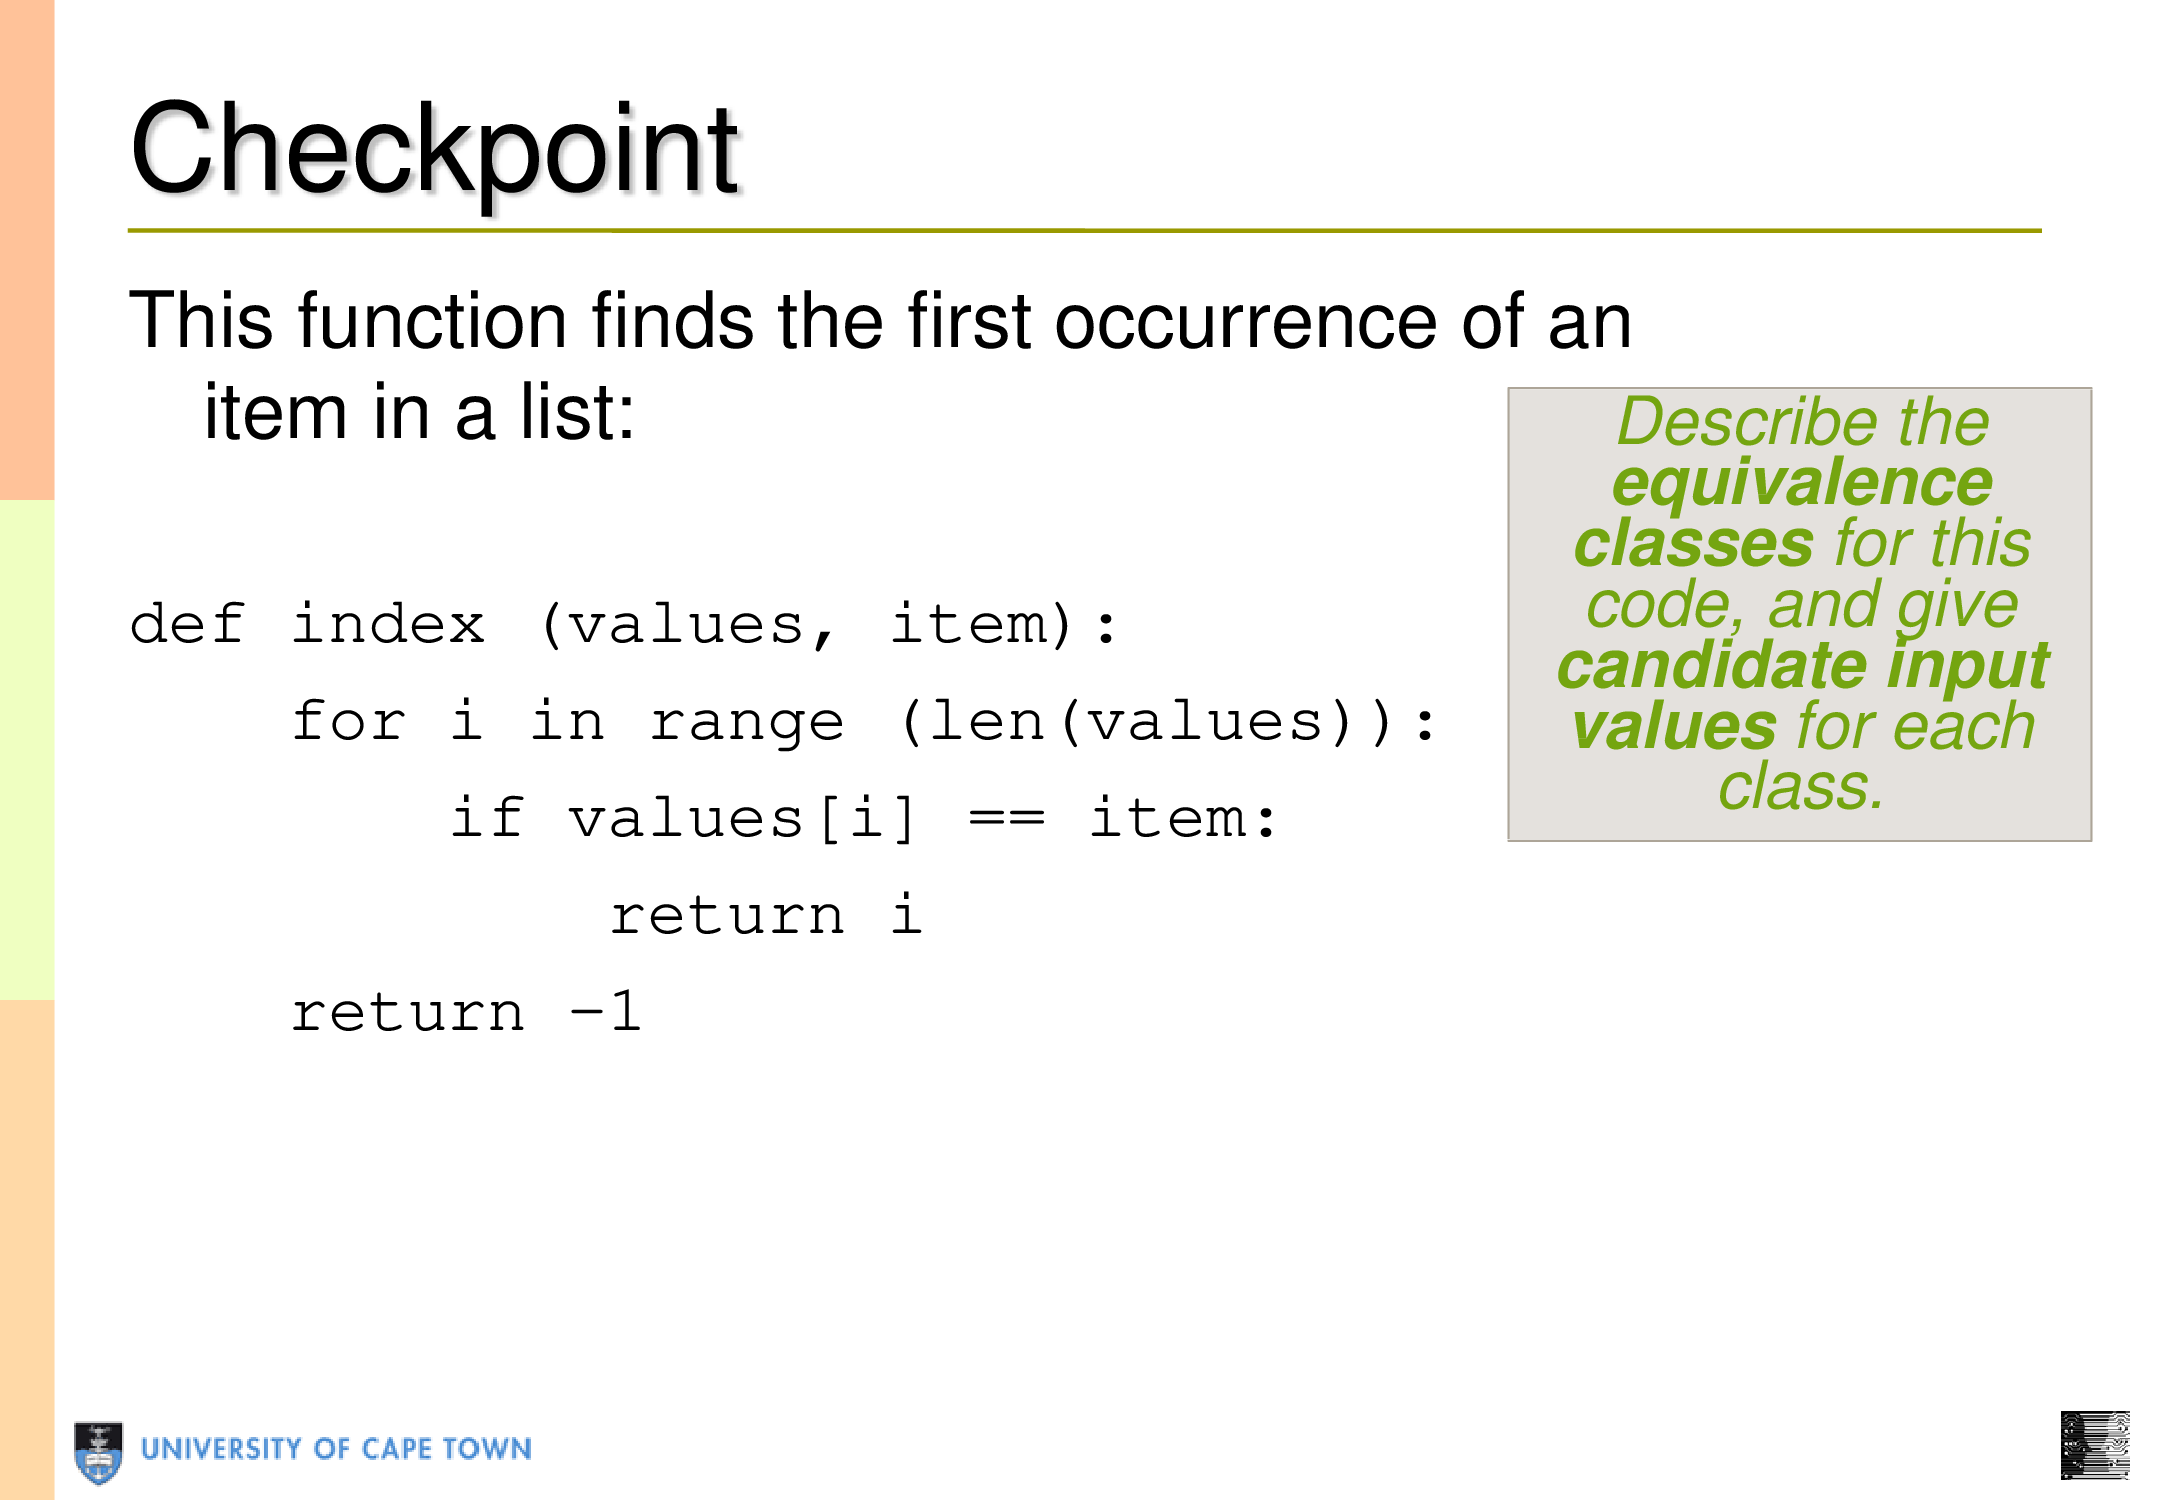 Checkpoint
This function finds the first occurrence of an
item in a list:
Describe the
equivalence
classes for this
code, and give
candidate input
values for each
class.
def index (values, item):
    for i in range (len(values)):
        if values[i] == item:
            return i
    return -1
UNIVERSITY OF CAPE TOWN